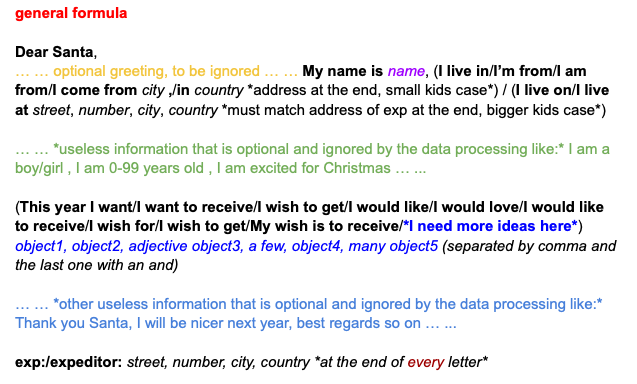 general formula
Dear Santa,
... ... optional greeting, to be ignored ... ... My name is name, (I live in/I'm from/I am
from/I come from city ,/in country *address at the end, small kids case*) / (I live on/I live
at street, number, city, country *must match address of exp at the end, bigger kids case*)
... ... *useless information that is optional and ignored by the data processing like:* I am a
boy/girl , I am 0-99 years old , I am excited for Christmas ... ...
(This year I want/I want to receive/I wish to get/I would like/I would love/I would like
to receive/I wish for/I wish to get/My wish is to receive/*I need more ideas here*)
object1, object2, adjective object3, a few, object4, many object5 (separated by comma and
the last one with an and)
... ... *other useless information that is optional and ignored by the data processing like:*
Thank you Santa, I will be nicer next year, best regards so on ... ...
exp:/expeditor: street, number, city, country *at the end of every letter*